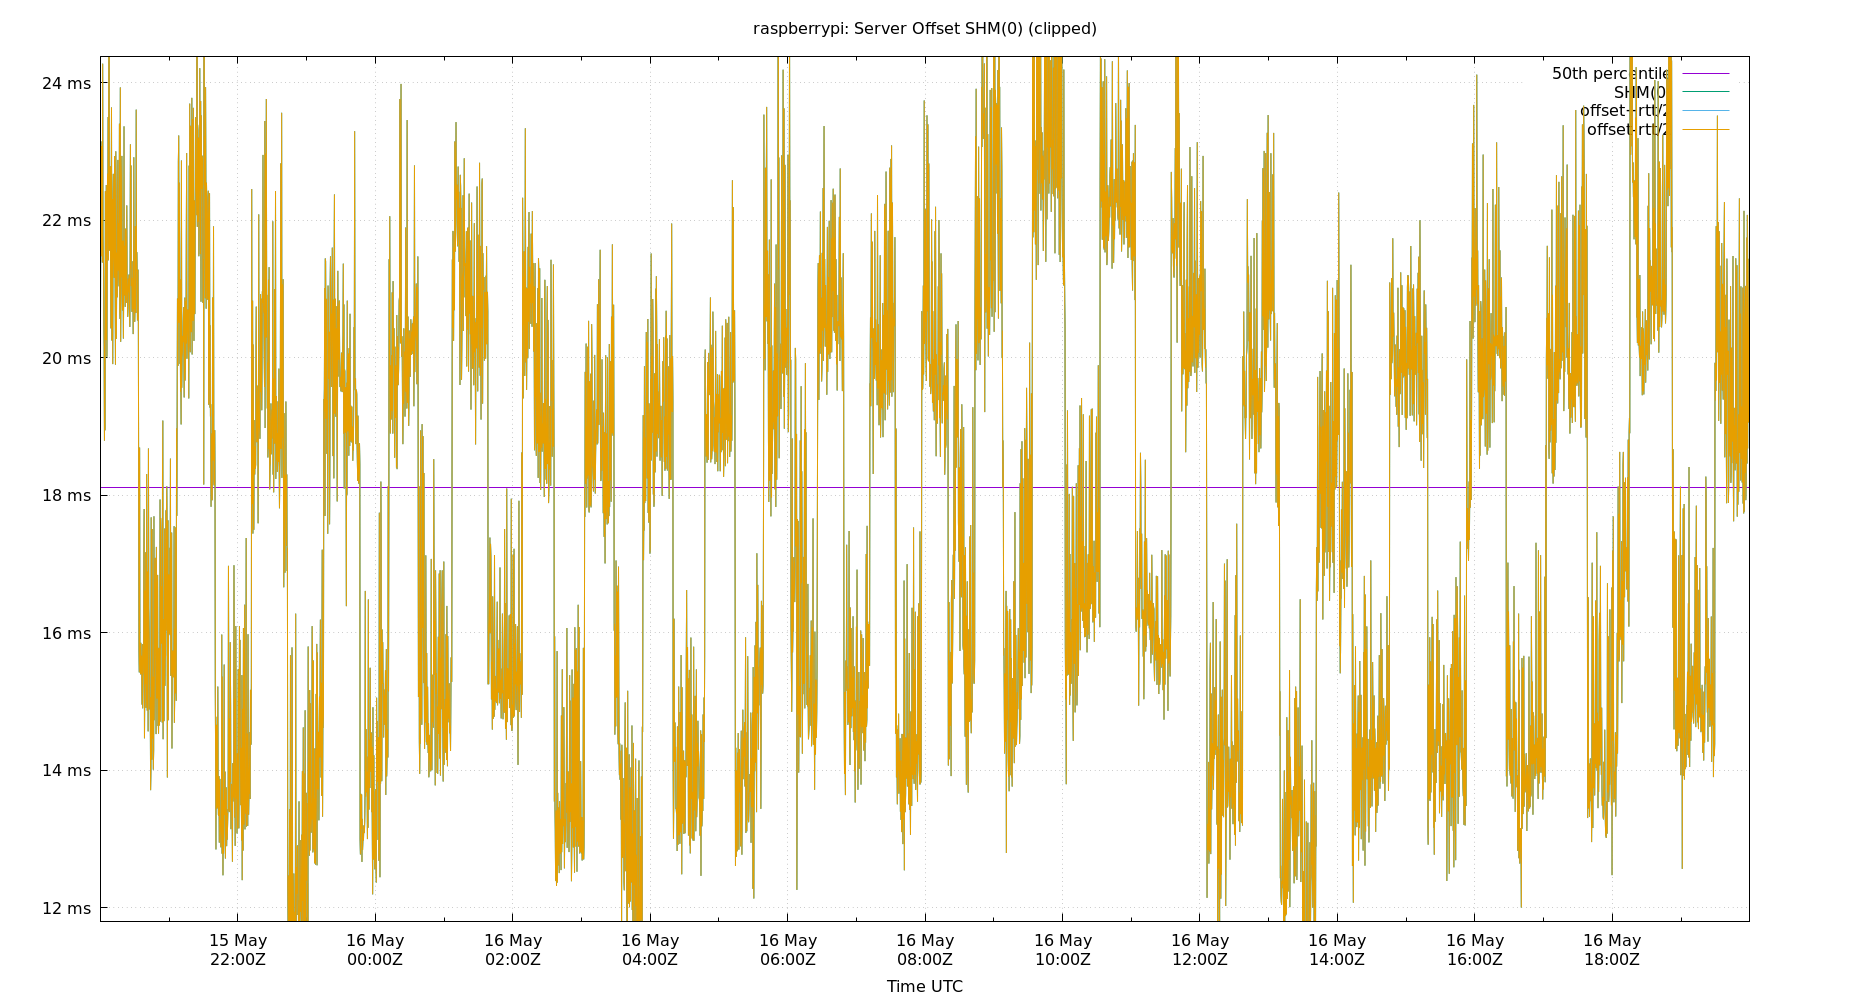 raspberrypi: Server Offset SHM(0) (clipped)
24 ms
22 ms
20 ms
18 ms
16 ms
14 ms
12 ms
50th percentile
SHM(0)
offset+rtt/2
offset-rtt/2
15 May
22:00Z
16 May
00:00Z
16 May
02:00Z
16 May
04:00Z
16 May
06:00Z
16 May
08:00Z
16 May
10:00Z
16 May
12:00Z
16 May
14:00Z
16 May
16:00Z
16 May
18:00Z
Time UTC